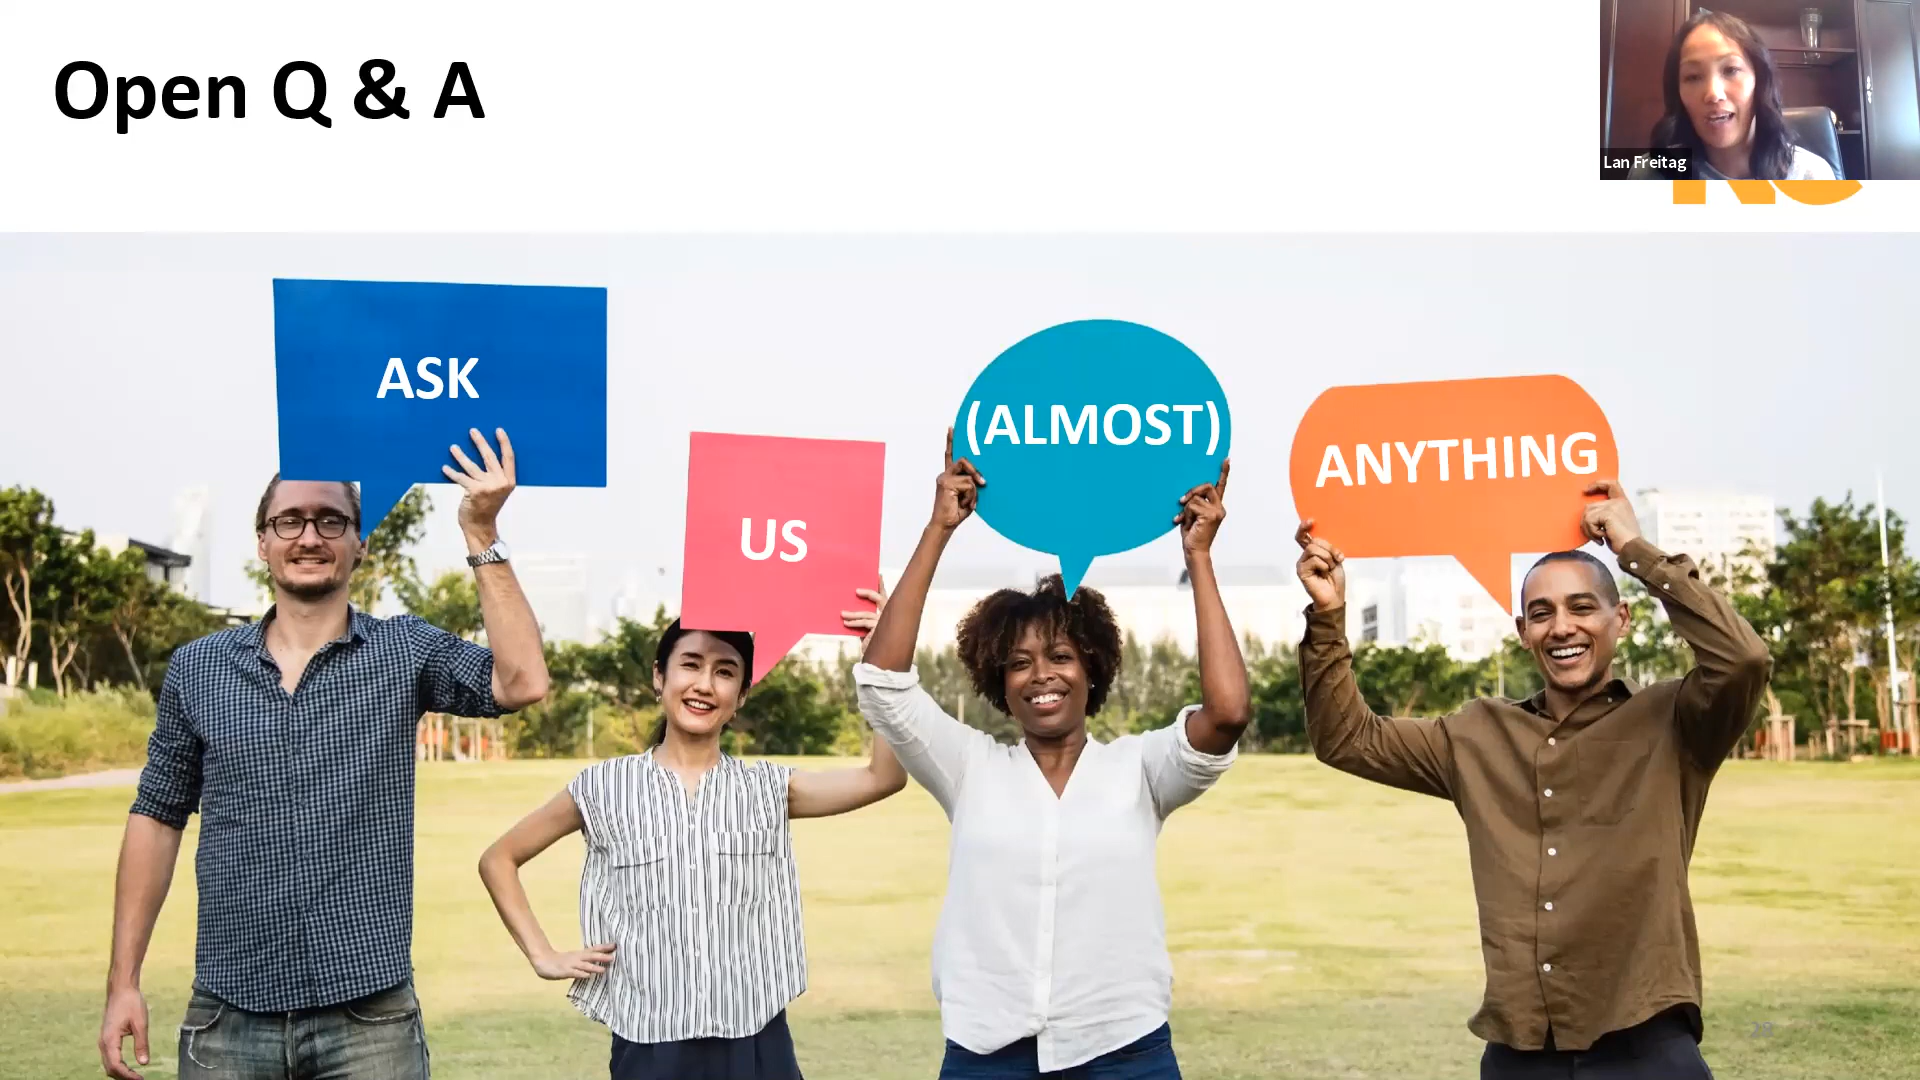 Open Q & A
Lan Freitag
ASK
US
(ALMOST)
ANYTHING